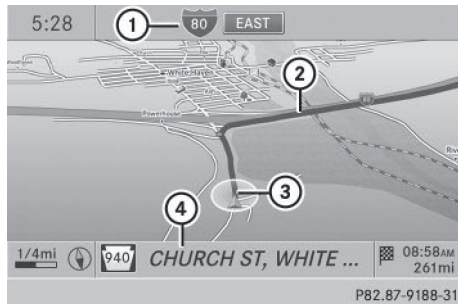 5:28
1
80
EAST
White Haven
2
Powerhouse
80
3
4
1/4mi
940
CHURCH ST, WHITE ...
08:58AM
261mi
P82.87-9188-31